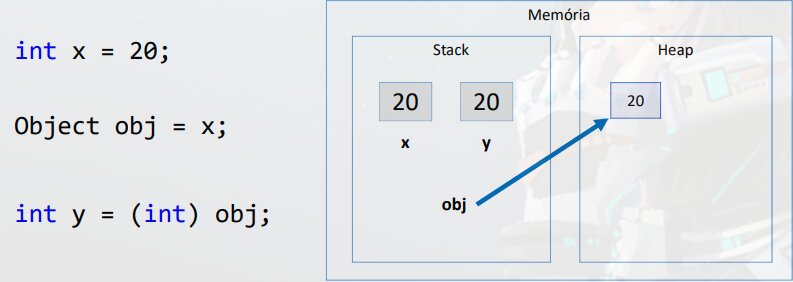 int x = 20;
Object obj = x;
int y = (int) obj;
Memória
Stack
Heap
20
20
20
x
y
obj